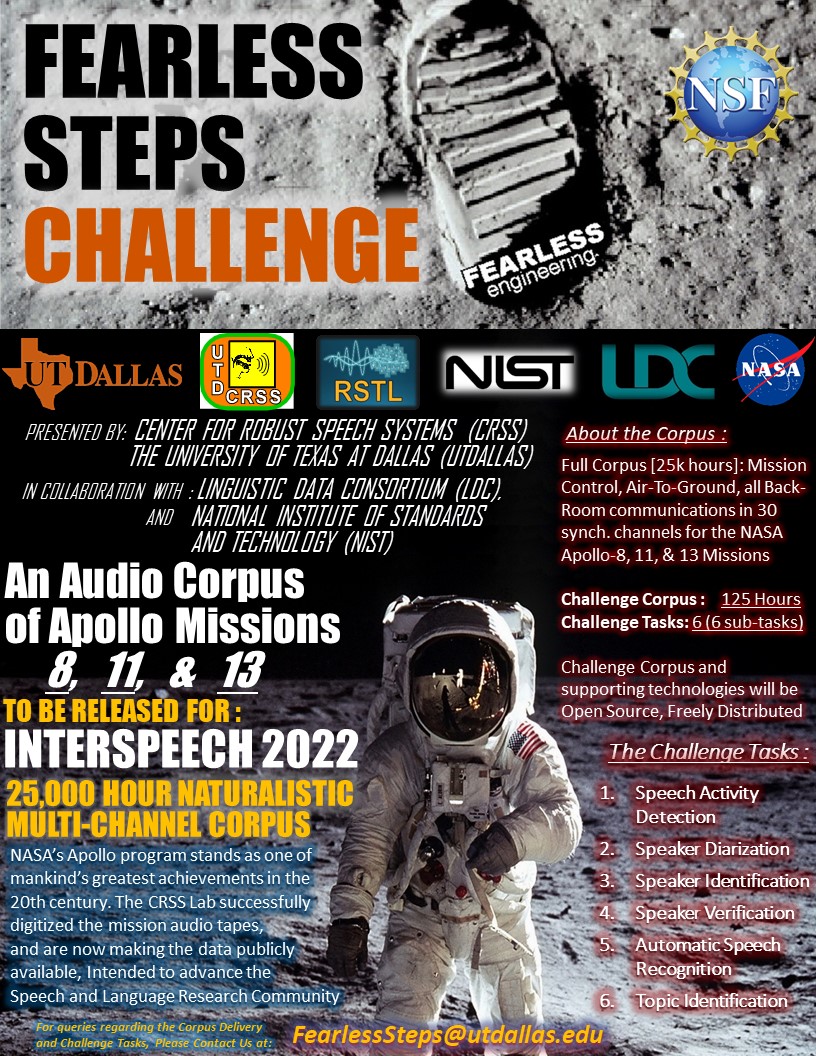 FEARLESS
STEPS
CHALLENGE
NSF
FEARLESS
engineering
UT DALLAS
UTD
CRSS
RSTL
NIST
LDC
NASA
PRESENTED BY: CENTER FOR ROBUST SPEECH SYSTEMS (CRSS)
THE UNIVERSITY OF TEXAS AT DALLAS (UTDALLAS)
IN COLLABORATION WITH : LINGUISTIC DATA CONSORTIUM (LDC),
AND NATIONAL INSTITUTE OF STANDARDS
AND TECHNOLOGY (NIST)
An Audio Corpus
of Apollo Missions
8, 11, & 13
TO BE RELEASED FOR :
INTERSPEECH 2022
25,000 HOUR NATURALISTIC
MULTI-CHANNEL CORPUS
NASA's Apollo program stands as one of
mankind's greatest achievements in the
20th century. The CRSS Lab successfully
digitized the mission audio tapes,
and are now making the data publicly
available, Intended to advance the
Speech and Language Research Community
About the Corpus :
Full Corpus [25k hours]: Mission
Control, Air-To-Ground, all Back-
Room communications in 30
synch. channels for the NASA
Apollo-8, 11, & 13 Missions
Challenge Corpus : 125 Hours
Challenge Tasks: 6 (6 sub-tasks)
Challenge Corpus and
supporting technologies will be
Open Source, Freely Distributed
The Challenge Tasks :
1. Speech Activity
Detection
2. Speaker Diarization
3. Speaker Identification
4. Speaker Verification
5. Automatic Speech
Recognition
6. Topic Identification
For queries regarding the Corpus Delivery
and Challenge Tasks, Please Contact Us at:
FearlessSteps@utdallas.edu